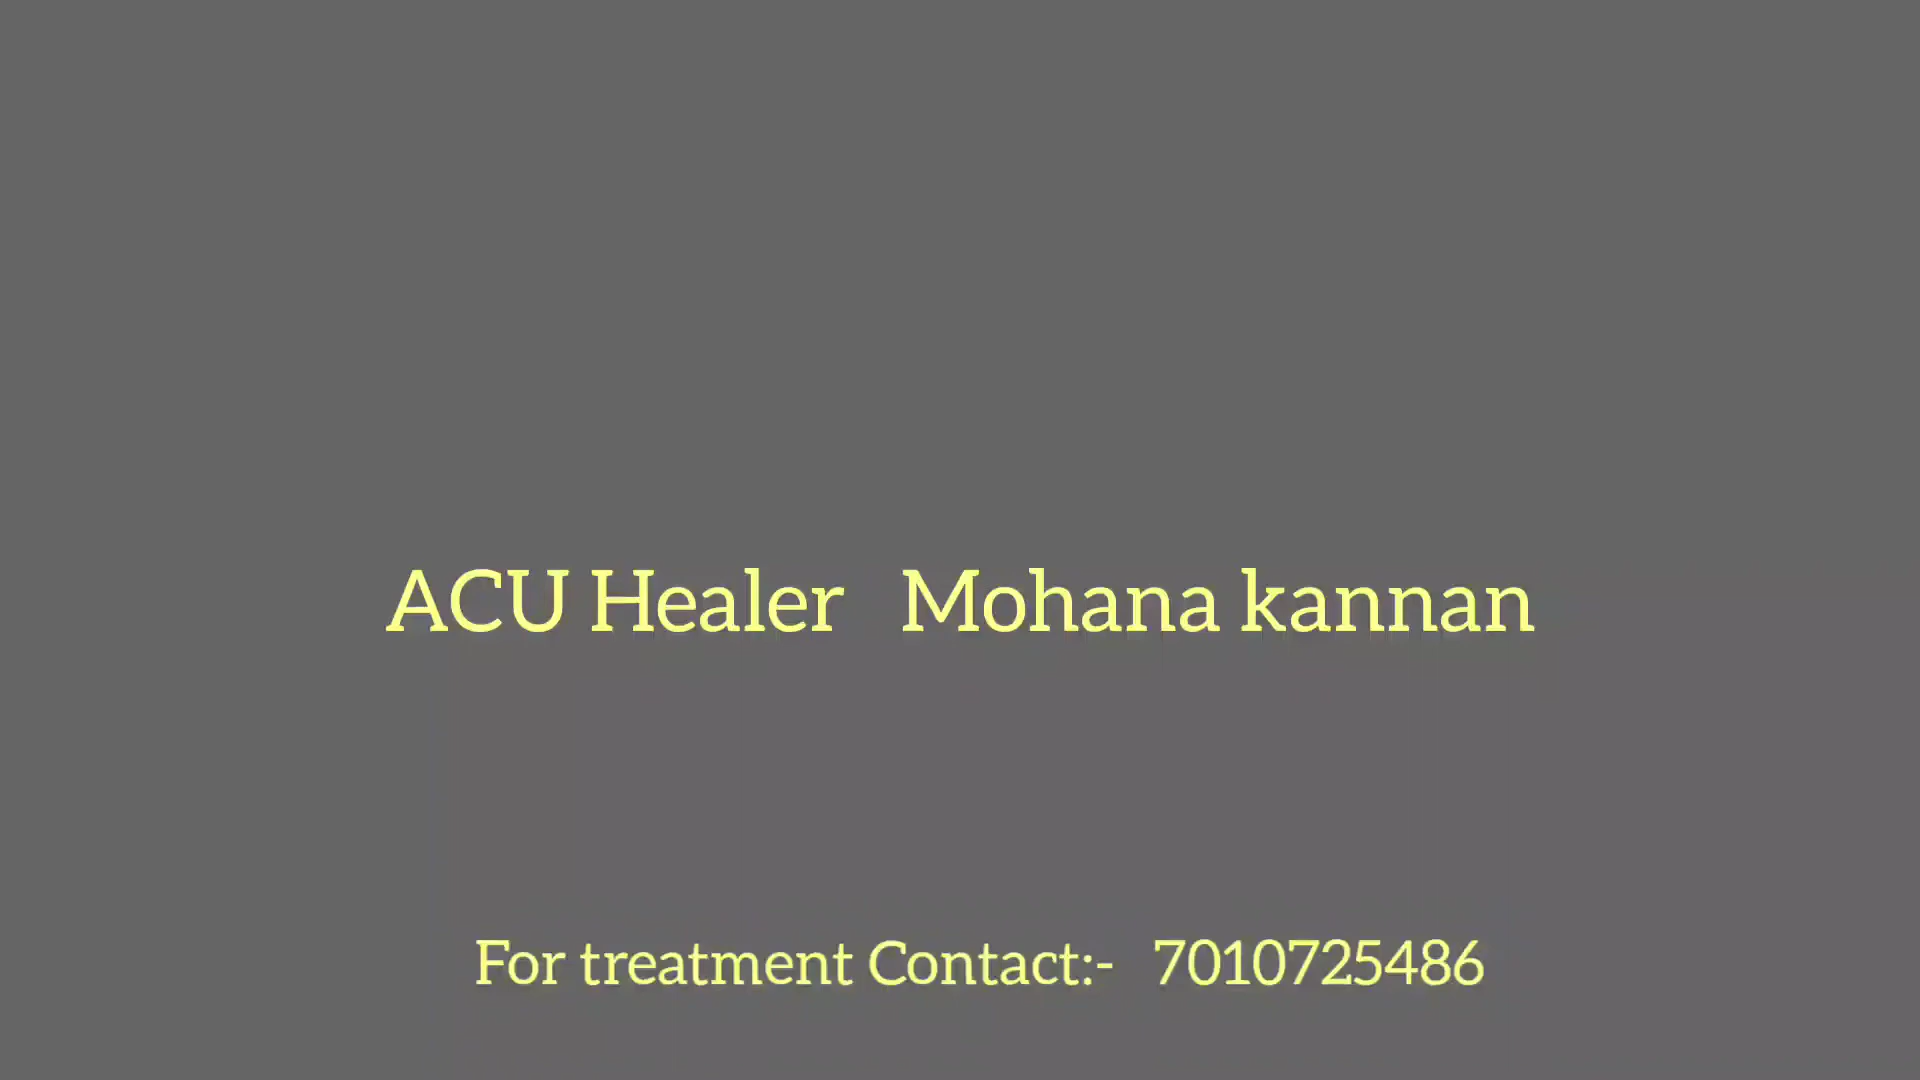 ACU Healer Mohana kannan
For treatment Contact:- 7010725486